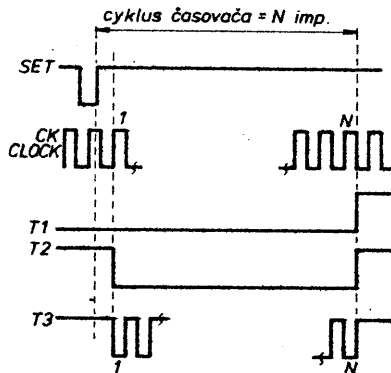 cyklus časovača = N imp.
SET
1 N
CK
CLOCK
T1
T2
T3
1 N